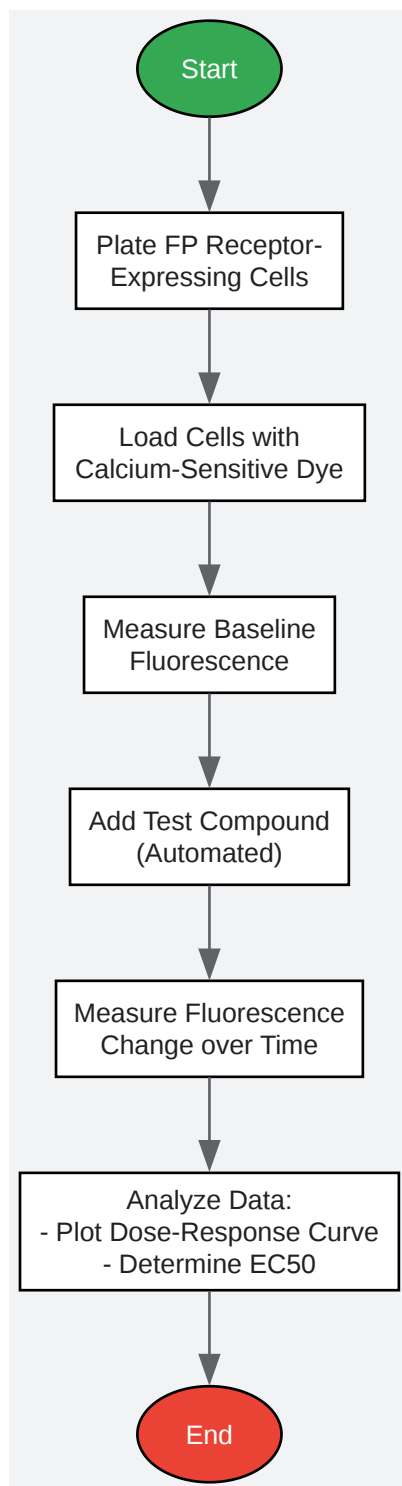 Start
Plate FP Receptor-
Expressing Cells
Load Cells with
Calcium-Sensitive Dye
Measure Baseline
Fluorescence
Add Test Compound
(Automated)
Measure Fluorescence
Change over Time
Analyze Data:
- Plot Dose-Response Curve
- Determine EC50
End